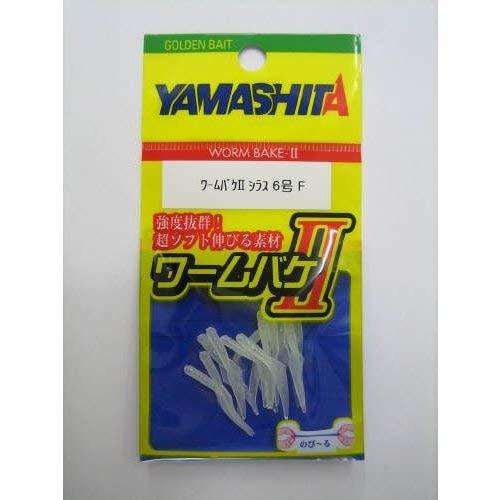 GOLDEN BAIT
YAMASHITA
WORM BAKE-II
ﾜｰﾑﾊﾞｹⅡ ｼﾗｽ 6号 F
強度抜群！
超ソフト伸びる素材
ワームバケⅡ
のび〜る